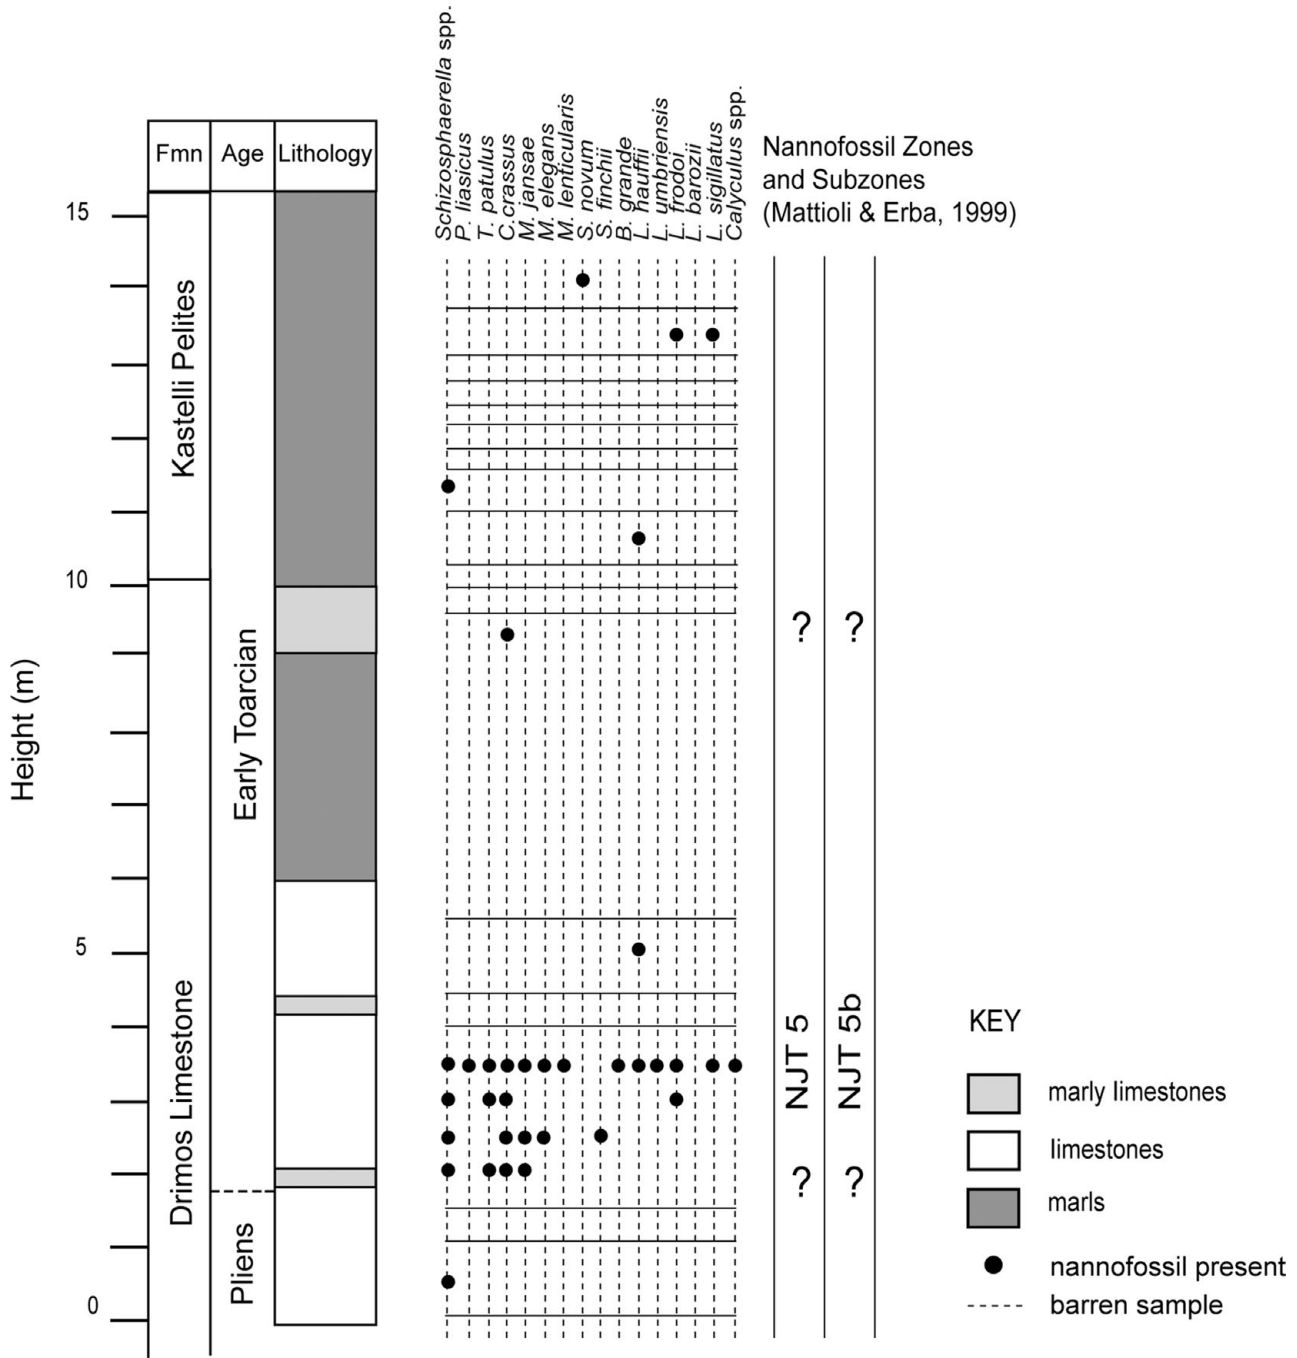 Fmn
Age
Lithology
Schizosphaerella spp.
P. liasicus
T. patulus
C.crassus
M. jansae
M. elegans
M. lenticularis
S. novum
S. finchii
B. grande
L. hauffii
L. umbriensis
L. frodoi
L. barozii
L. sigillatus
Calyculus spp.
Nannofossil Zones
and Subzones
(Mattioli & Erba, 1999)
15
10
5
0
Height (m)
Kastelli Pelites
Drimos Limestone
Early Toarcian
Pliens
?
?
NJT 5
NJT 5b
?
?
KEY
marly limestones
limestones
marls
nannofossil present
barren sample